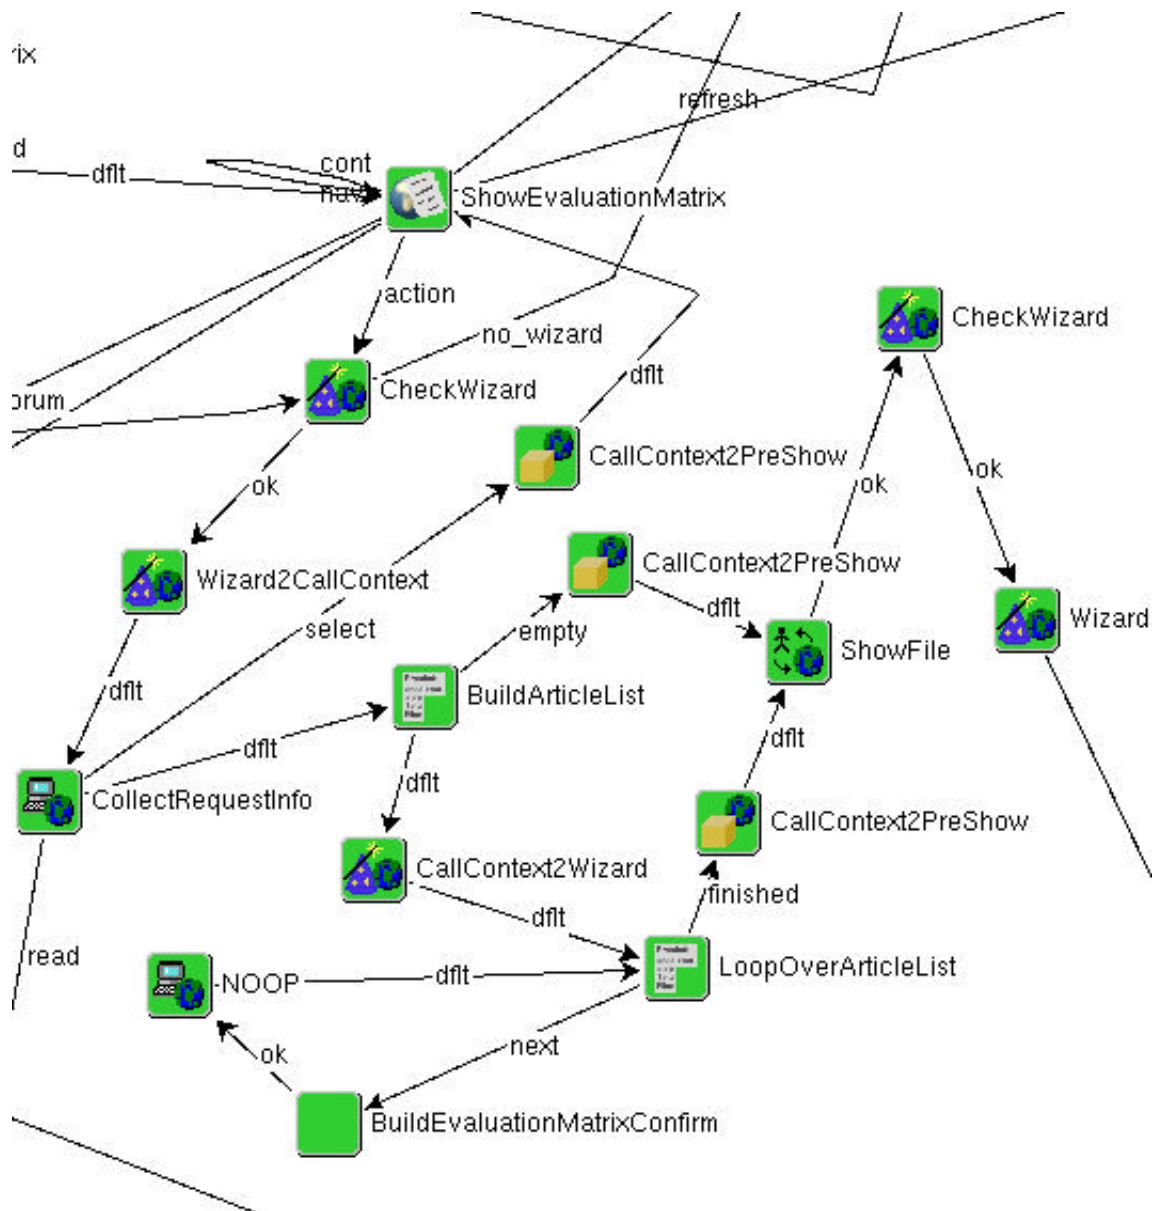 rix
refresh
d
dflt
cont
nav
ShowEvaluationMatrix
action
CheckWizard
no_wizard
dflt
orum
CheckWizard
CallContext2PreShow
ok
ok
ok
Wizard2CallContext
CallContext2PreShow
dflt
select
empty
Wizard
ShowFile
BuildArticleList
dflt
dflt
dflt
dflt
CollectRequestInfo
CallContext2PreShow
CallContext2Wizard
finished
dflt
read
LoopOverArticleList
NOOP
dflt
next
ok
BuildEvaluationMatrixConfirm